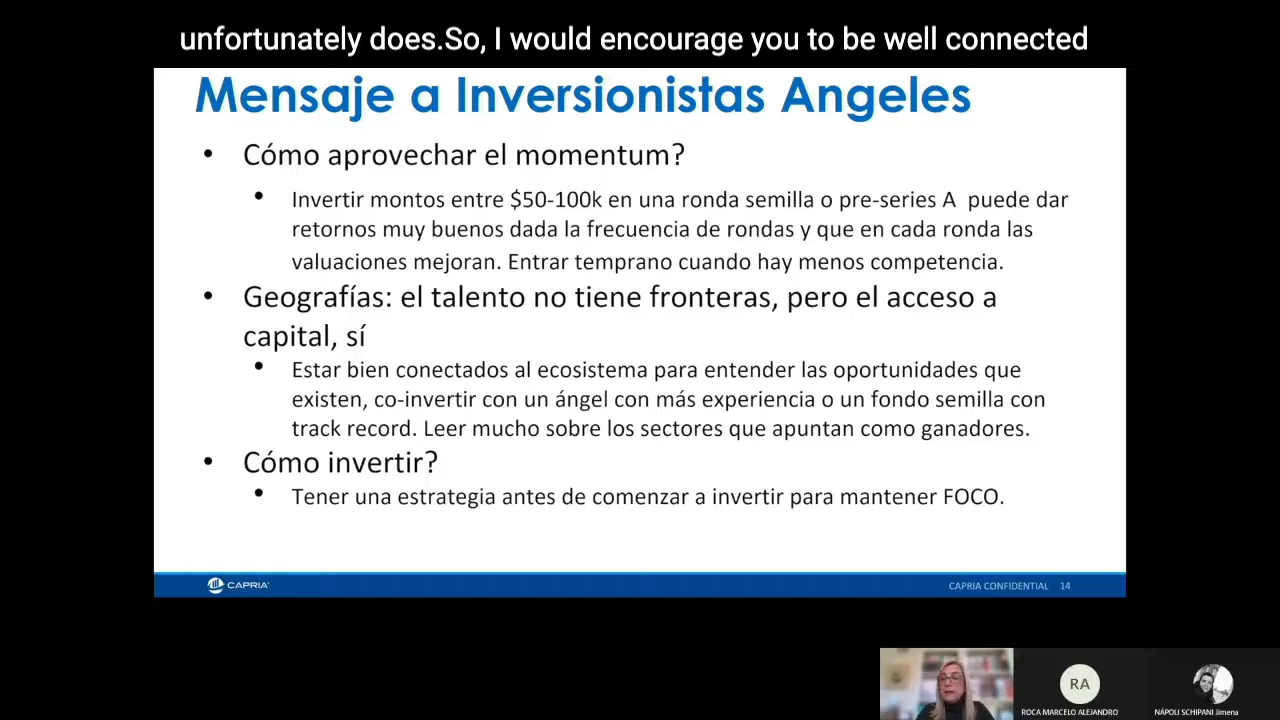 unfortunately does.So, I would encourage you to be well connected
Mensaje a Inversionistas Angeles
• Cómo aprovechar el momentum?
• Invertir montos entre $50-100k en una ronda semilla o pre-series A puede dar
retornos muy buenos dada la frecuencia de rondas y que en cada ronda las
valuaciones mejoran. Entrar temprano cuando hay menos competencia.
• Geografías: el talento no tiene fronteras, pero el acceso a
capital, sí
• Estar bien conectados al ecosistema para entender las oportunidades que
existen, co-invertir con un ángel con más experiencia o un fondo semilla con
track record. Leer mucho sobre los sectores que apuntan como ganadores.
• Cómo invertir?
• Tener una estrategia antes de comenzar a invertir para mantener FOCO.
CAPRIA
CAPRIA CONFIDENTIAL 14
RA
ROCA MARCELO ALEJANDRO
NÁPOLI SCHIPANI Jimena